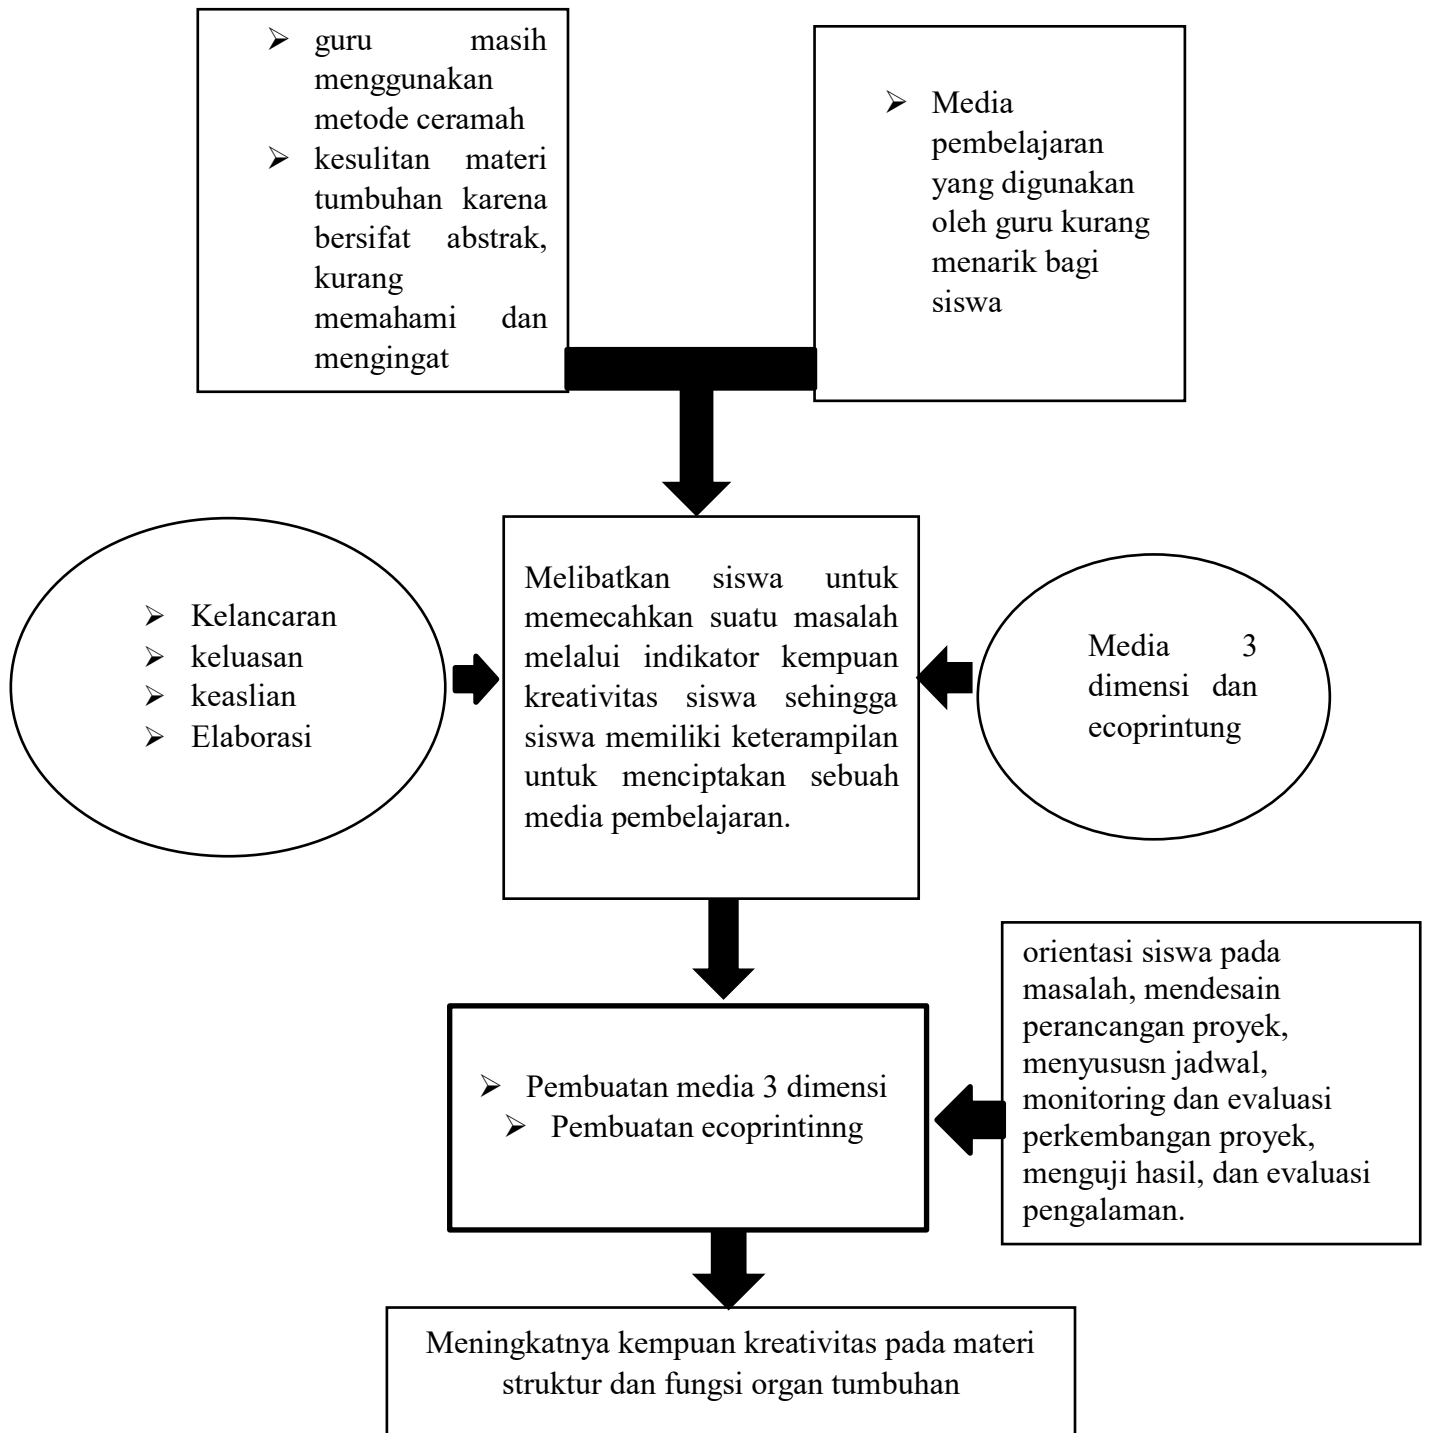 ➢ guru masih
menggunakan
metode ceramah
➢ kesulitan materi
tumbuhan karena
bersifat abstrak,
kurang
memahami dan
mengingat
➢ Media
pembelajaran
yang digunakan
oleh guru kurang
menarik bagi
siswa
➢ Kelancaran
➢ keluasan
➢ keaslian
➢ Elaborasi
Melibatkan siswa untuk
memecahkan suatu masalah
melalui indikator kempuan
kreativitas siswa sehingga
siswa memiliki keterampilan
untuk menciptakan sebuah
media pembelajaran.
Media 3
dimensi dan
ecoprintung
➢ Pembuatan media 3 dimensi
➢ Pembuatan ecoprintinng
orientasi siswa pada
masalah, mendesain
perancangan proyek,
menyususn jadwal,
monitoring dan evaluasi
perkembangan proyek,
menguji hasil, dan evaluasi
pengalaman.
Meningkatnya kempuan kreativitas pada materi
struktur dan fungsi organ tumbuhan